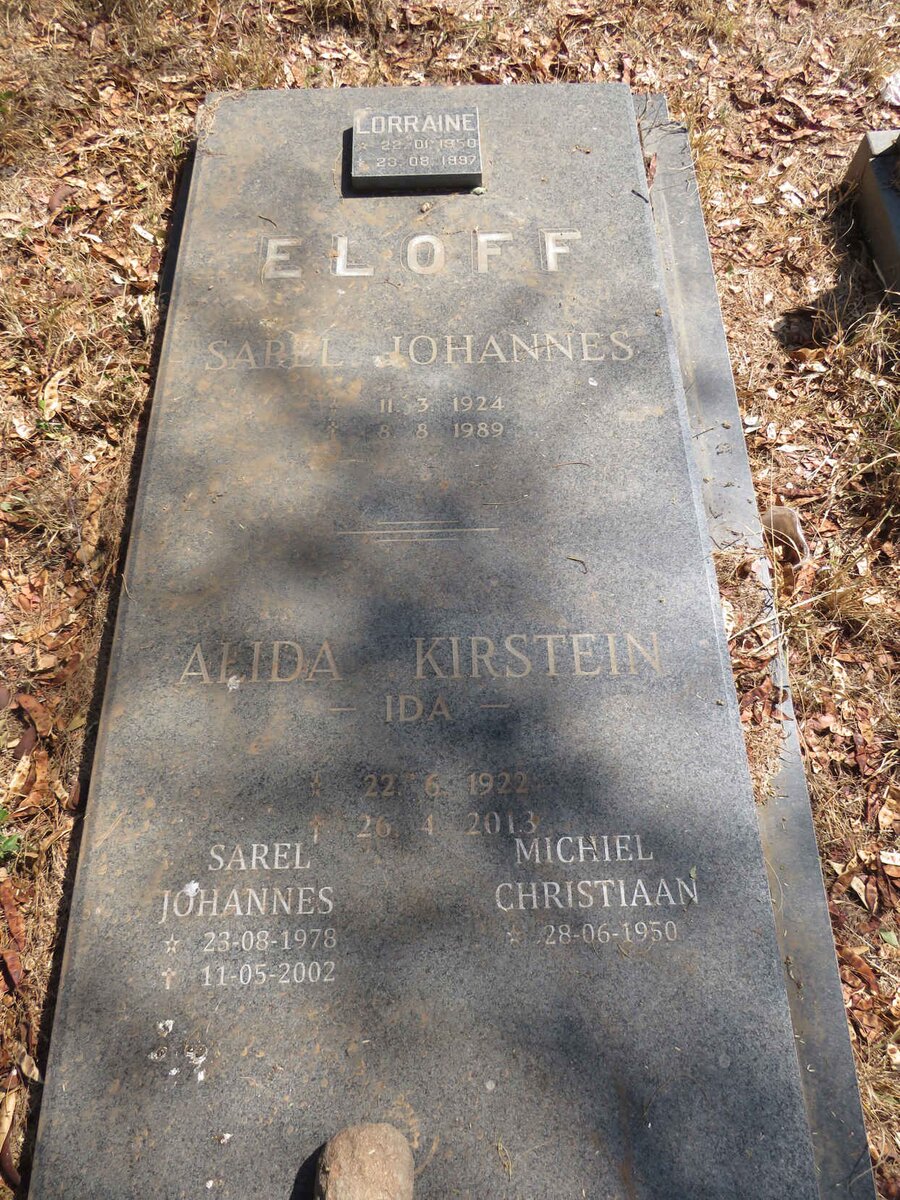 LORRAINE
☆ 22.01.1950
✝ 23.08.1997
ELOFF
SAREL JOHANNES
☆ 11 3 1924
✝ 8 8 1989
ALIDA KIRSTEIN
– IDA –
☆ 22 6 1922
✝ 26 4 2013
SAREL
JOHANNES
☆ 23-08-1978
✝ 11-05-2002
MICHIEL
CHRISTIAAN
☆ 28-06-1950